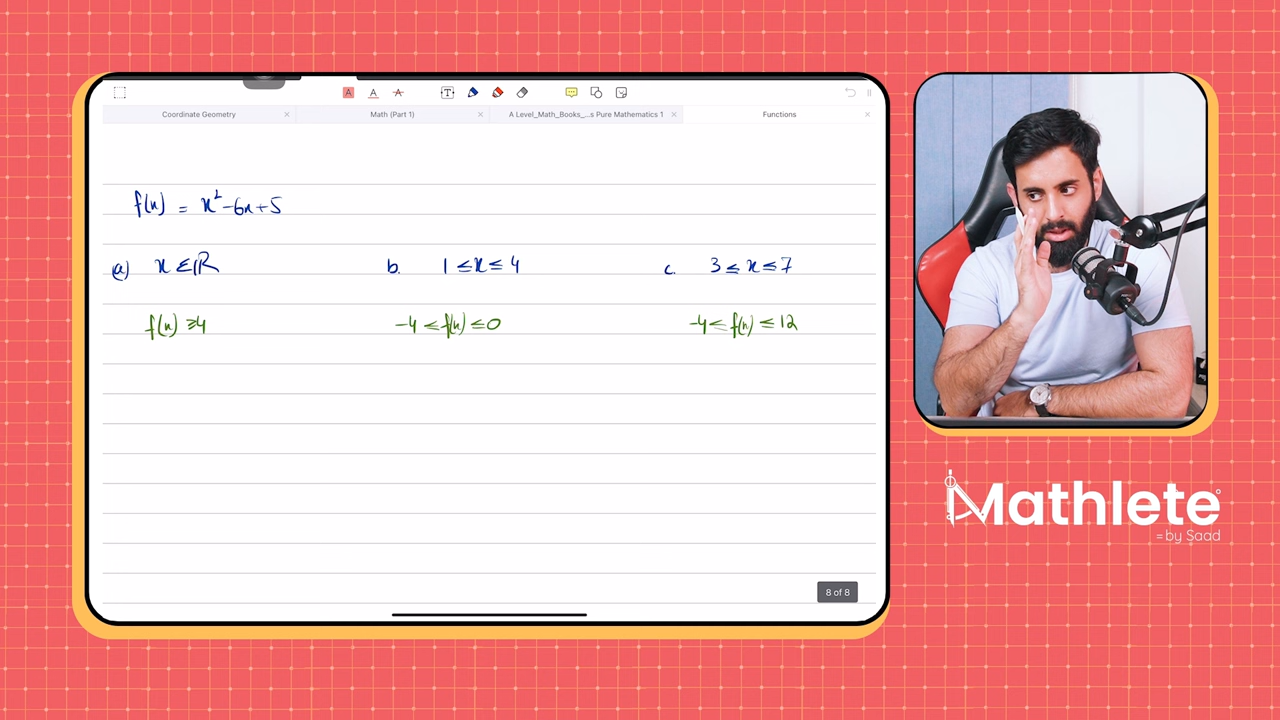 Coordinate Geometry
Math (Part 1)
A Level_Math_Books_...s Pure Mathematics 1
Functions
f(x) = x² - 6x + 5
a) x ∈ ℝ
b. 1 ≤ x ≤ 4
c. 3 ≤ x ≤ 7
f(x) ≥ 4
-4 ≤ f(x) ≤ 0
-4 ≤ f(x) ≤ 12
8 of 8
Mathlete
= by Saad